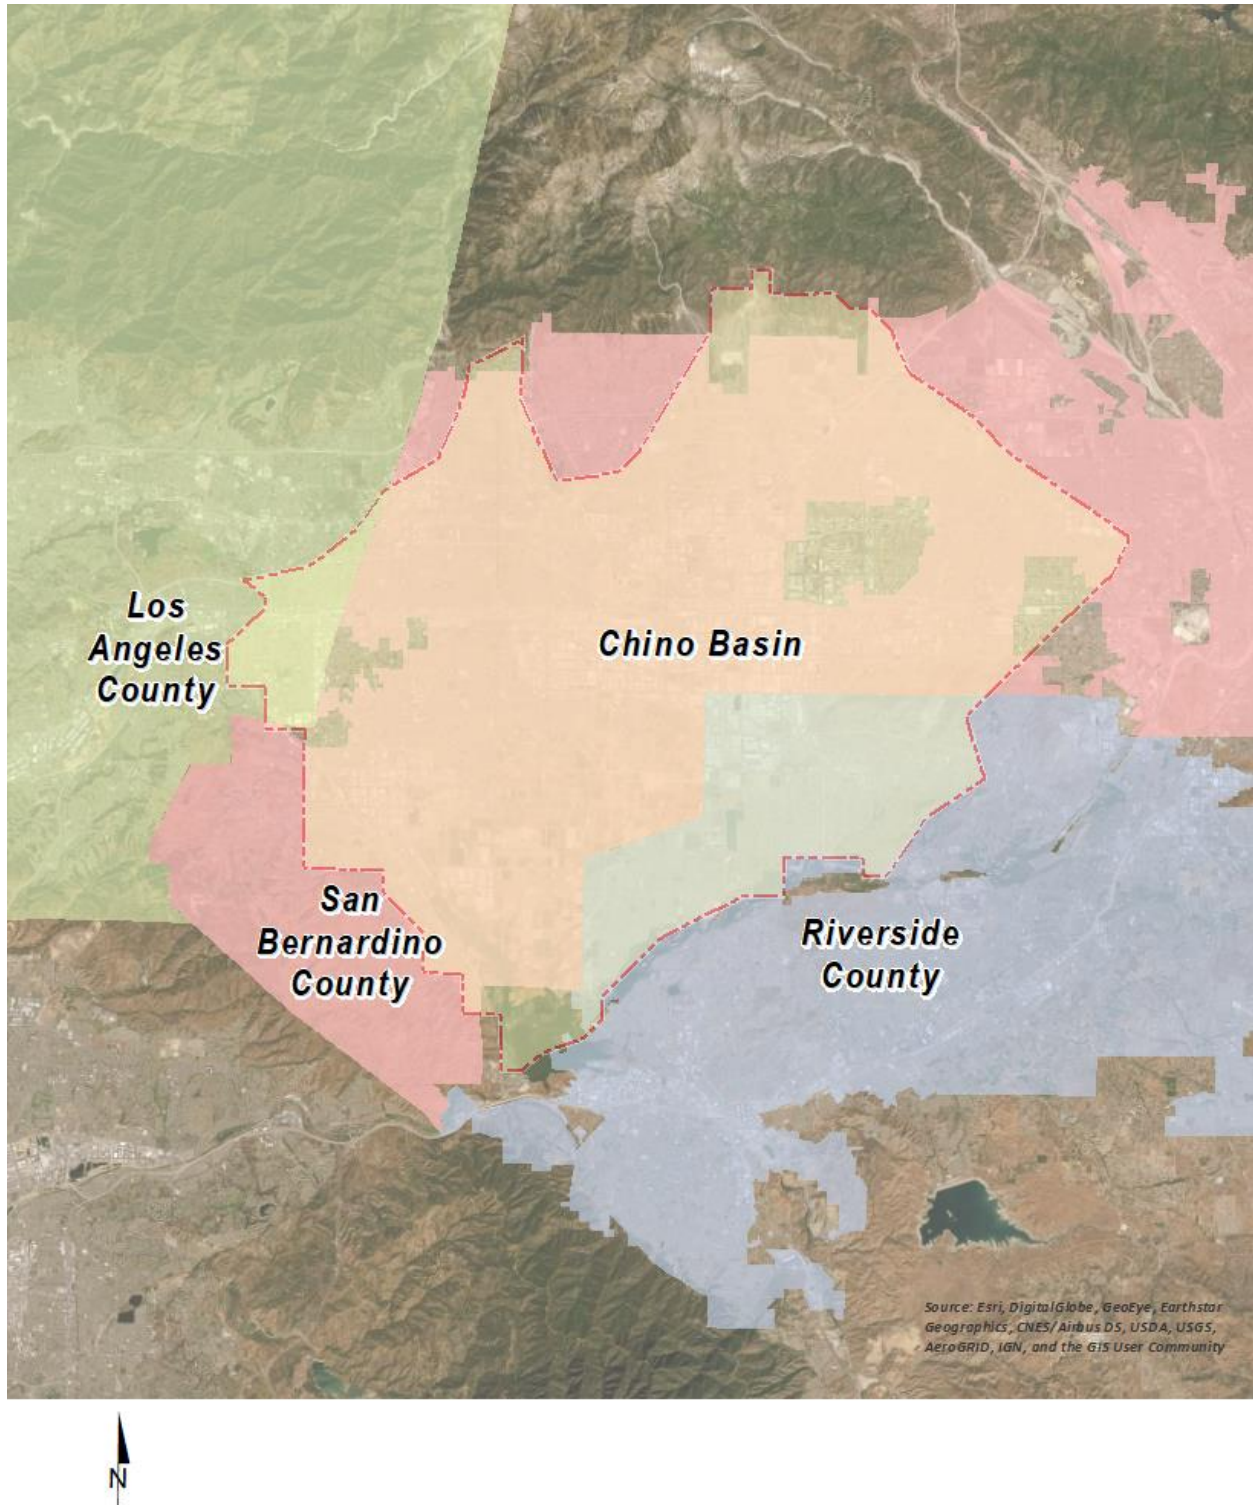 Los
Angeles
County
Chino Basin
San
Bernardino
County
Riverside
County
Source: Esri, DigitalGlobe, GeoEye, Earthstar
Geographics, CNES/Airbus DS, USDA, USGS,
AeroGRID, IGN, and the GIS User Community
N